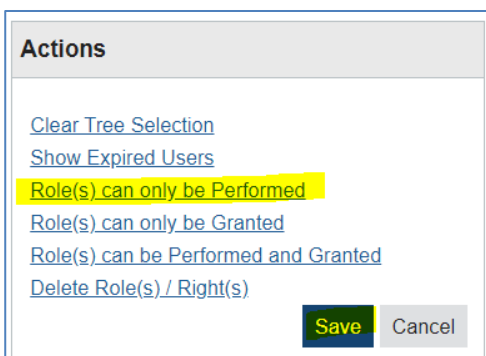 Actions
Clear Tree Selection
Show Expired Users
Role(s) can only be Performed
Role(s) can only be Granted
Role(s) can be Performed and Granted
Delete Role(s) / Right(s)
Save Cancel